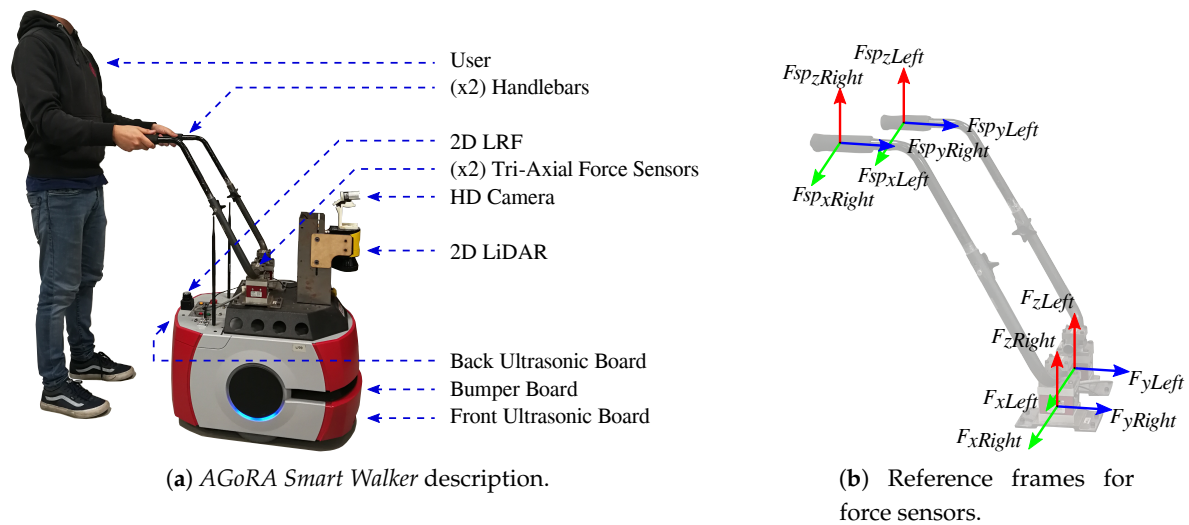 User
(x2) Handlebars
2D LRF
(x2) Tri-Axial Force Sensors
HD Camera
2D LiDAR
Back Ultrasonic Board
Bumper Board
Front Ultrasonic Board
(a) AGoRA Smart Walker description.
FspzLeft
FspzRight
FspyLeft
FspyRight
FspxLeft
FspxRight
FzLeft
FzRight
FyLeft
FxLeft
FyRight
FxRight
(b) Reference frames for
force sensors.